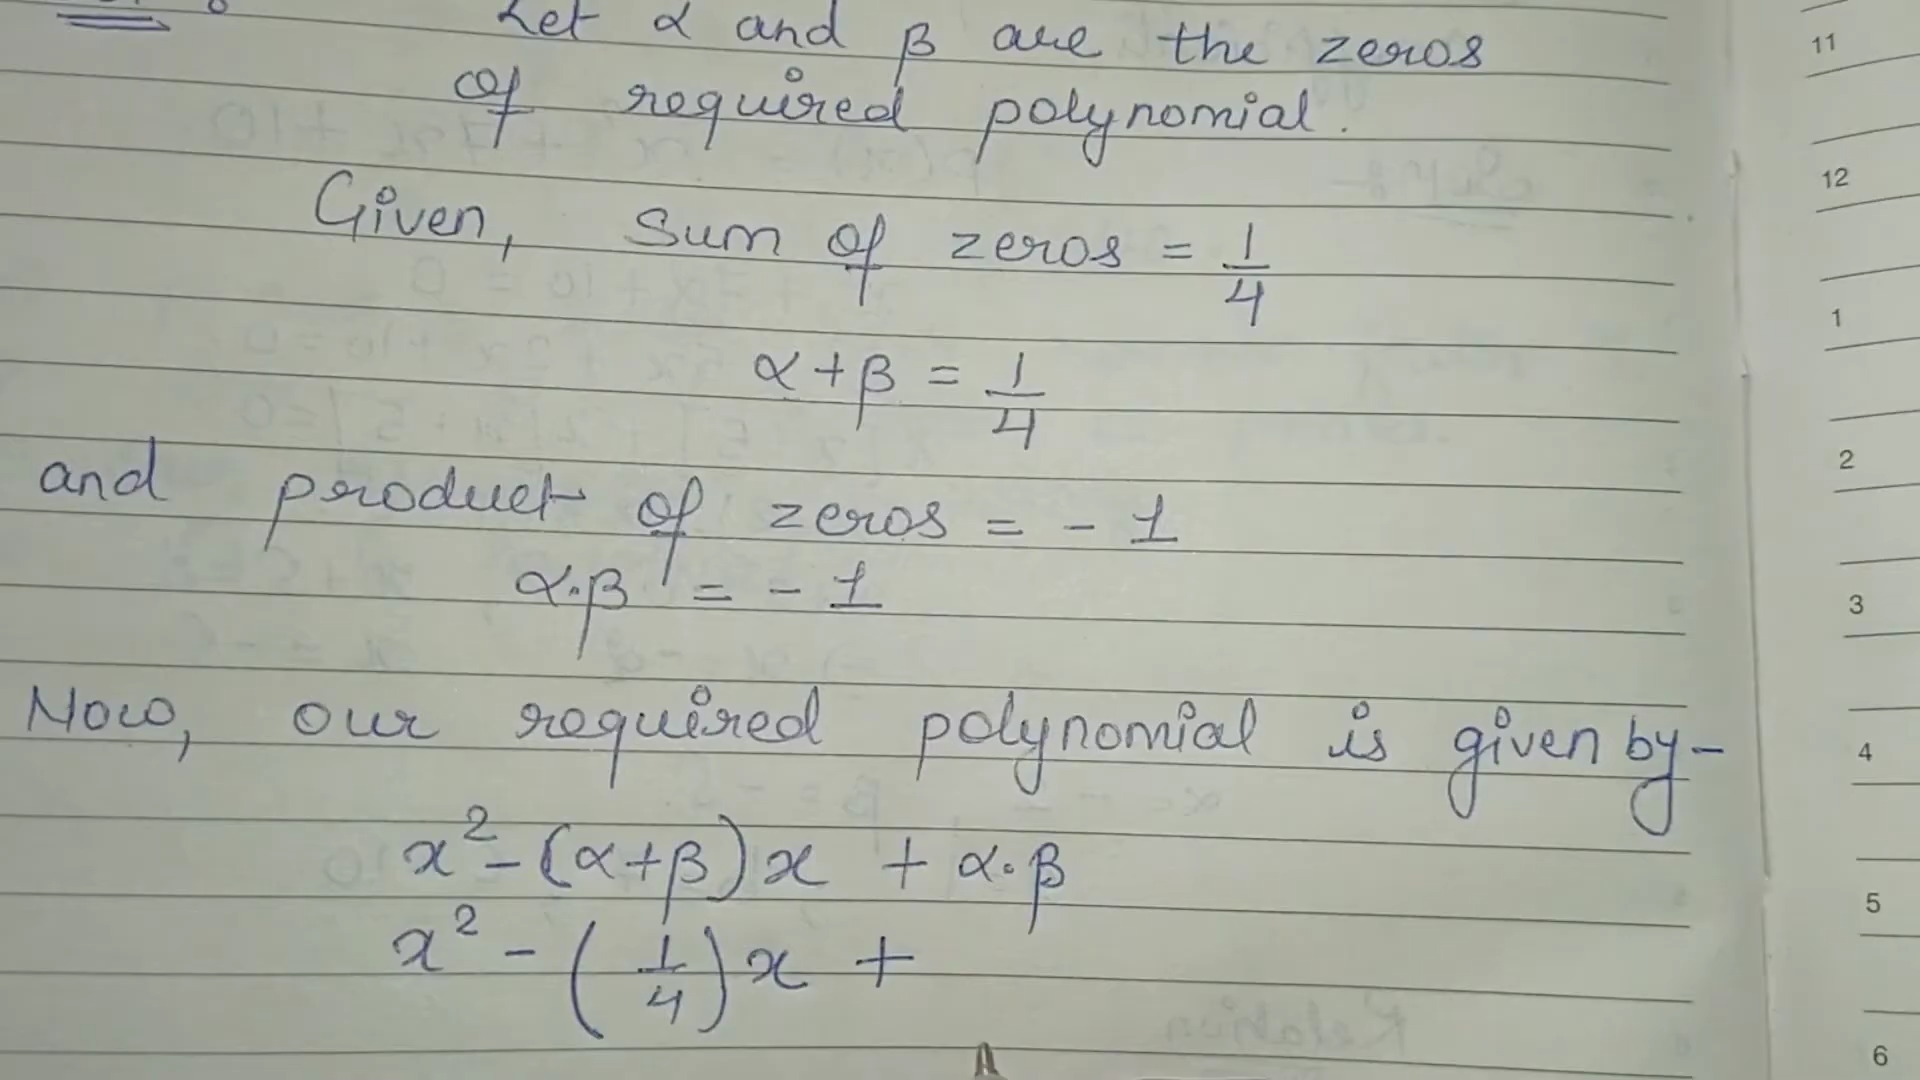 Let α and β are the zeros
of required polynomial.
Given, Sum of zeros = 1/4
α+β = 1/4
and product of zeros = - 1
α.β = - 1
Now, our required polynomial is given by-
x² - (α+β)x + α.β
x² - (1/4)x +
11
12
1
2
3
4
5
6